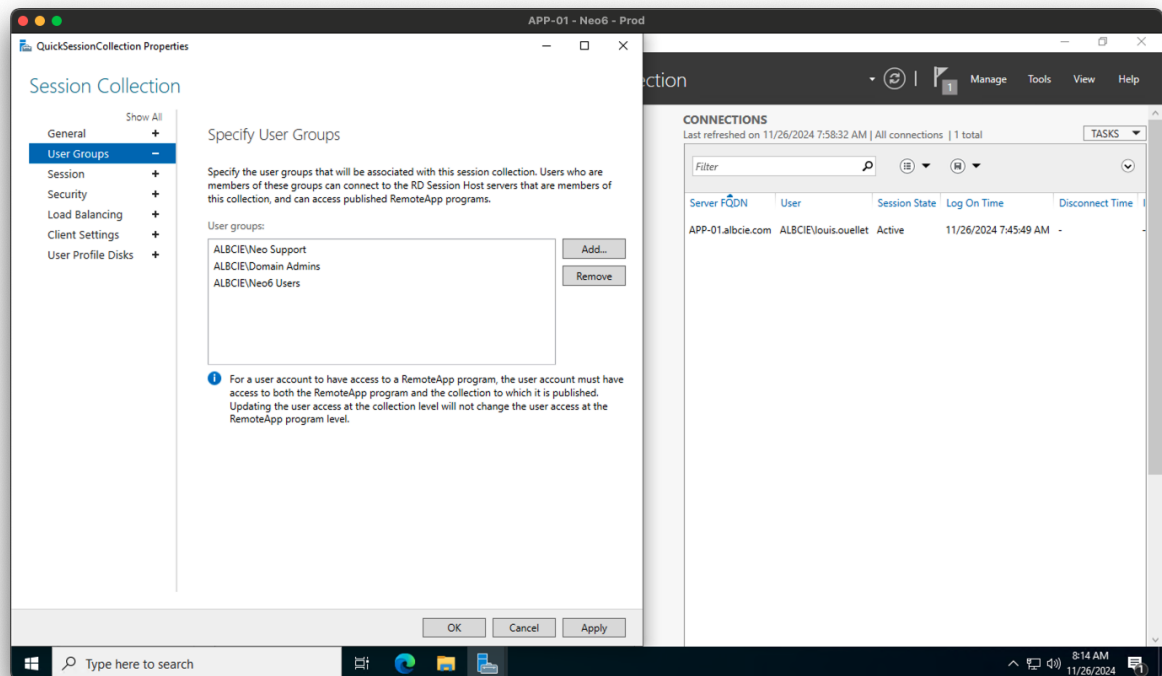 APP-01 - Neo6 - Prod
QuickSessionCollection Properties
Session Collection
Show All
General
User Groups
Session
Security
Load Balancing
Client Settings
User Profile Disks
Specify User Groups
Specify the user groups that will be associated with this session collection. Users who are
members of these groups can connect to the RD Session Host servers that are members of
this collection, and can access published RemoteApp programs.
User groups:
ALBCIE\Neo Support
ALBCIE\Domain Admins
ALBCIE\Neo6 Users
Add...
Remove
For a user account to have access to a RemoteApp program, the user account must have
access to both the RemoteApp program and the collection to which it is published.
Updating the user access at the collection level will not change the user access at the
RemoteApp program level.
OK Cancel Apply
ection
1
Manage Tools View Help
CONNECTIONS
Last refreshed on 11/26/2024 7:58:32 AM | All connections | 1 total
TASKS
Filter
Server FQDN User Session State Log On Time Disconnect Time
APP-01.albcie.com ALBCIE\louis.ouellet Active 11/26/2024 7:45:49 AM - -
Type here to search
8:14 AM
11/26/2024
1